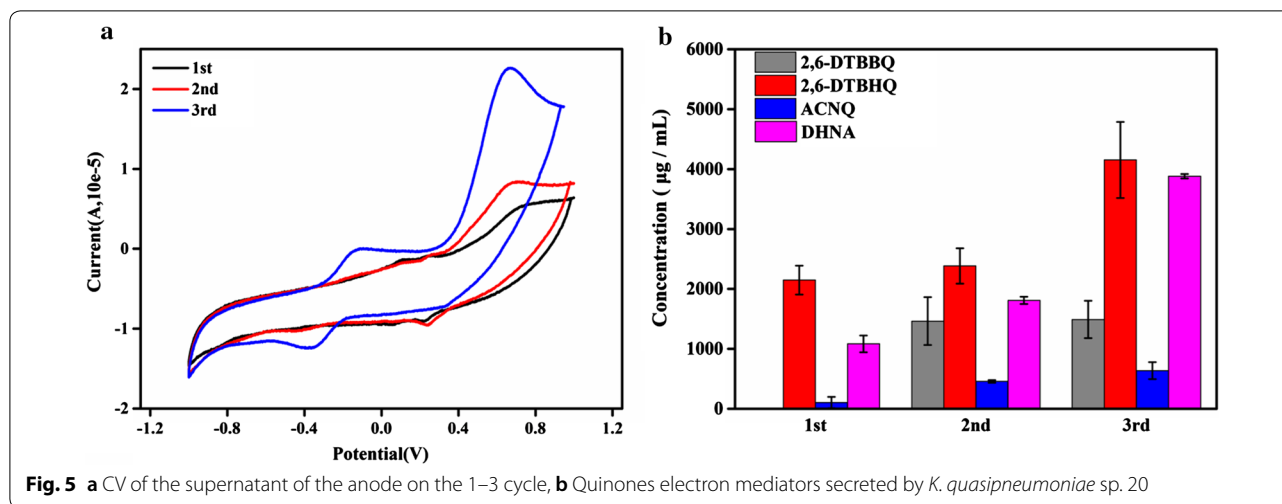 a
1st
2nd
3rd
2
1
0
-1
-2
Current(A,10e-5)
-1.2
-0.8
-0.4
0.0
0.4
0.8
1.2
Potential(V)
b
2,6-DTBBQ
2,6-DTBHQ
ACNQ
DHNA
6000
5000
4000
3000
2000
1000
0
Concentration ( µg / mL)
1st
2nd
3rd
Fig. 5 a CV of the supernatant of the anode on the 1–3 cycle, b Quinones electron mediators secreted by K. quasipneumoniae sp. 20